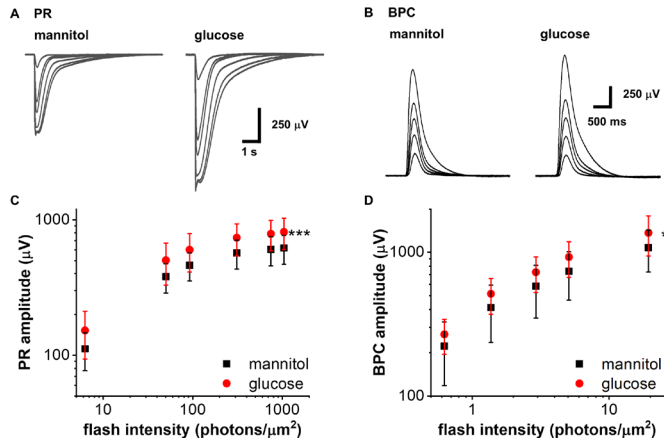 A PR
mannitol glucose
250 μV
1 s
B BPC
mannitol glucose
250 μV
500 ms
C
1000
100
PR amplitude (μV)
***
mannitol
glucose
10 100 1000
flash intensity (photons/μm²)
D
1000
100
BPC amplitude (μV)
*
mannitol
glucose
1 10
flash intensity (photons/μm²)